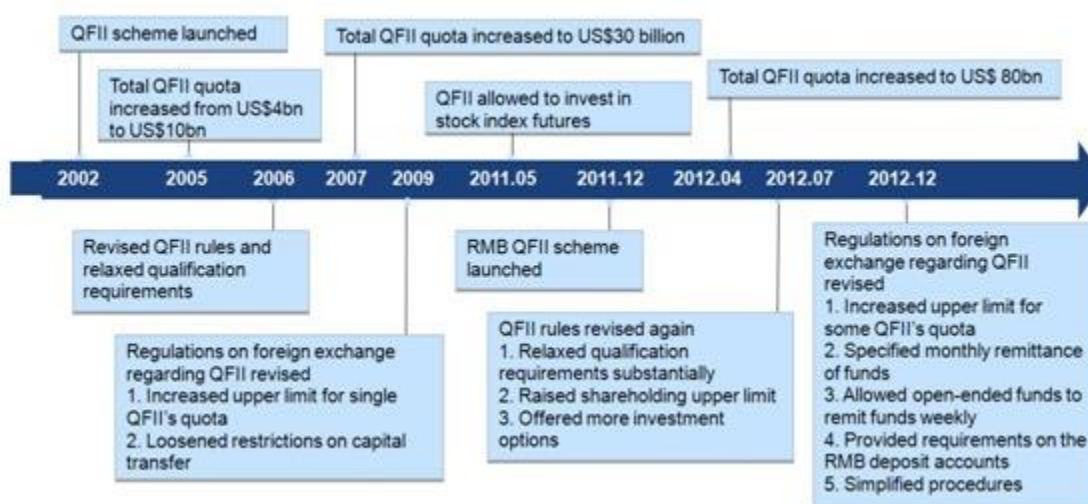 QFII scheme launched
Total QFII quota increased to US$30 billion
Total QFII quota
increased from US$4bn
to US$10bn
QFII allowed to invest in
stock index futures
Total QFII quota increased to US$ 80bn
2002 2005 2006 2007 2009 2011.05 2011.12 2012.04 2012.07 2012.12
Revised QFII rules and
relaxed qualification
requirements
Regulations on foreign exchange
regarding QFII revised
1. Increased upper limit for single
QFII's quota
2. Loosened restrictions on capital
transfer
RMB QFII scheme
launched
QFII rules revised again
1. Relaxed qualification
requirements substantially
2. Raised shareholding upper limit
3. Offered more investment
options
Regulations on foreign
exchange regarding QFII
revised
1. Increased upper limit for
some QFII's quota
2. Specified monthly remittance
of funds
3. Allowed open-ended funds to
remit funds weekly
4. Provided requirements on the
RMB deposit accounts
5. Simplified procedures